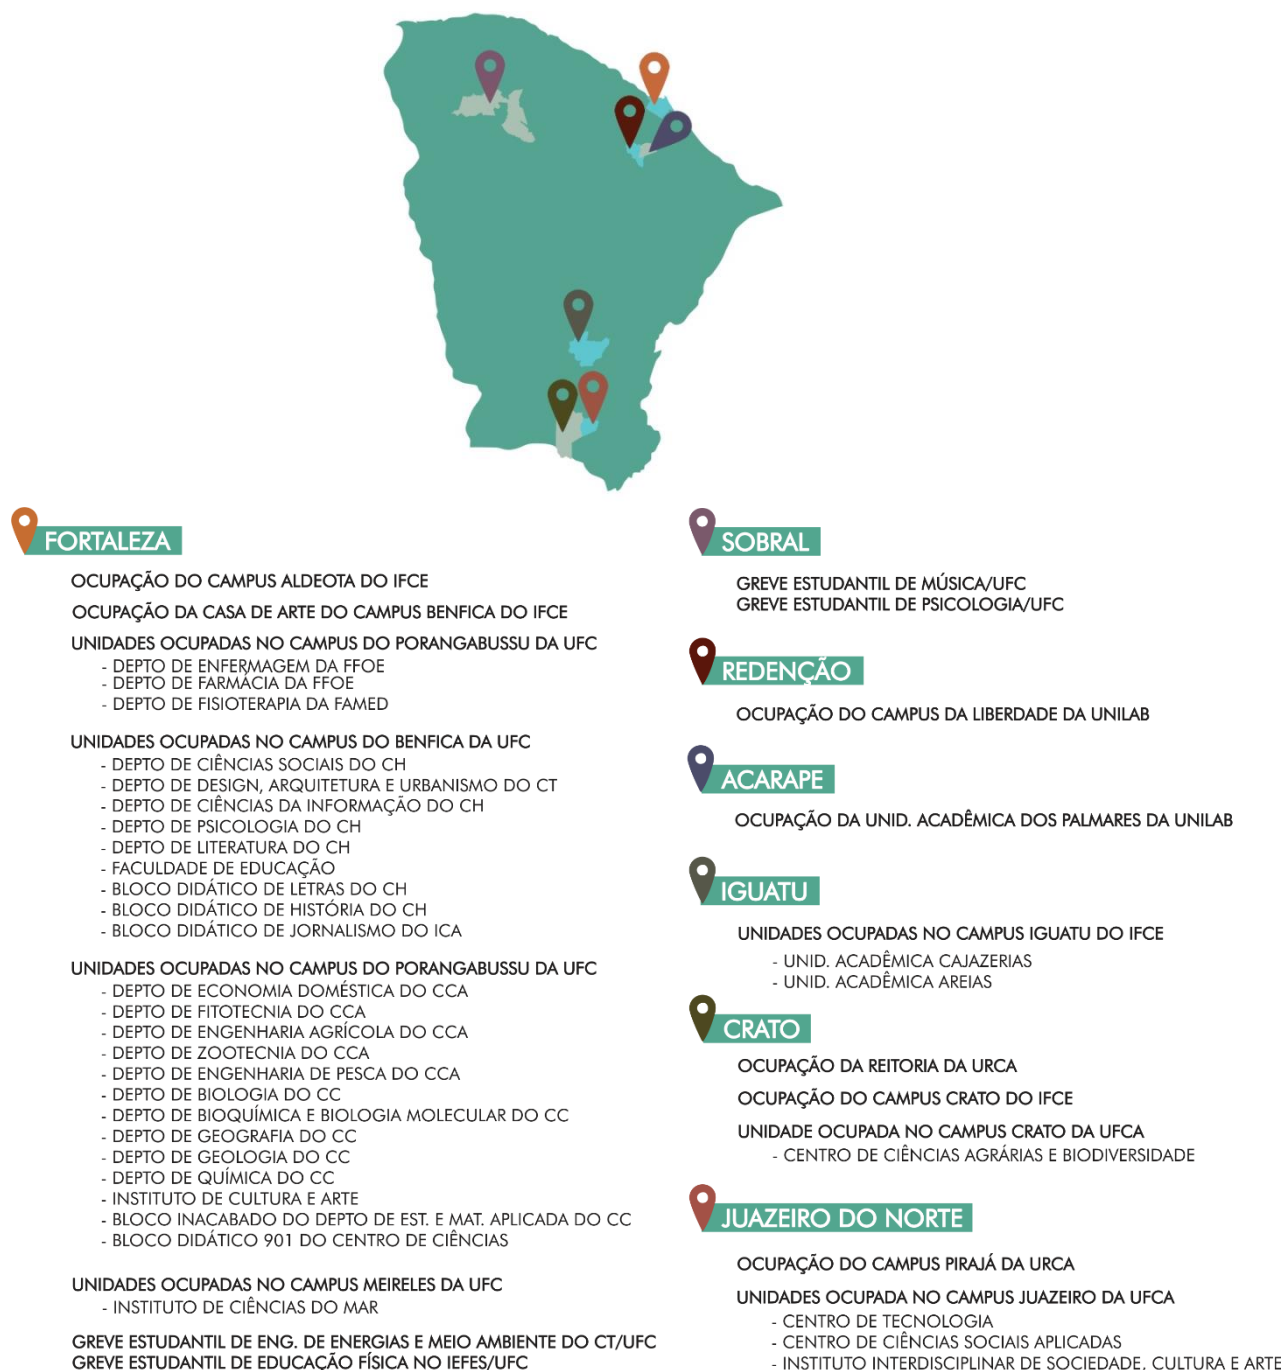 FORTALEZA
OCUPAÇÃO DO CAMPUS ALDEOTA DO IFCE
OCUPAÇÃO DA CASA DE ARTE DO CAMPUS BENFICA DO IFCE
UNIDADES OCUPADAS NO CAMPUS DO PORANGABUSSU DA UFC
- DEPTO DE ENFERMAGEM DA FFOE
- DEPTO DE FARMÁCIA DA FFOE
- DEPTO DE FISIOTERAPIA DA FAMED
UNIDADES OCUPADAS NO CAMPUS DO BENFICA DA UFC
- DEPTO DE CIÊNCIAS SOCIAIS DO CH
- DEPTO DE DESIGN, ARQUITETURA E URBANISMO DO CT
- DEPTO DE CIÊNCIAS DA INFORMAÇÃO DO CH
- DEPTO DE PSICOLOGIA DO CH
- DEPTO DE LITERATURA DO CH
- FACULDADE DE EDUCAÇÃO
- BLOCO DIDÁTICO DE LETRAS DO CH
- BLOCO DIDÁTICO DE HISTÓRIA DO CH
- BLOCO DIDÁTICO DE JORNALISMO DO ICA
UNIDADES OCUPADAS NO CAMPUS DO PORANGABUSSU DA UFC
- DEPTO DE ECONOMIA DOMÉSTICA DO CCA
- DEPTO DE FITOTECNIA DO CCA
- DEPTO DE ENGENHARIA AGRÍCOLA DO CCA
- DEPTO DE ZOOTECNIA DO CCA
- DEPTO DE ENGENHARIA DE PESCA DO CCA
- DEPTO DE BIOLOGIA DO CC
- DEPTO DE BIOQUÍMICA E BIOLOGIA MOLECULAR DO CC
- DEPTO DE GEOGRAFIA DO CC
- DEPTO DE GEOLOGIA DO CC
- DEPTO DE QUÍMICA DO CC
- INSTITUTO DE CULTURA E ARTE
- BLOCO INACABADO DO DEPTO DE EST. E MAT. APLICADA DO CC
- BLOCO DIDÁTICO 901 DO CENTRO DE CIÊNCIAS
UNIDADES OCUPADAS NO CAMPUS MEIRELES DA UFC
- INSTITUTO DE CIÊNCIAS DO MAR
GREVE ESTUDANTIL DE ENG. DE ENERGIAS E MEIO AMBIENTE DO CT/UFC
GREVE ESTUDANTIL DE EDUCAÇÃO FÍSICA NO IEFES/UFC
SOBRAL
GREVE ESTUDANTIL DE MÚSICA/UFC
GREVE ESTUDANTIL DE PSICOLOGIA/UFC
REDENÇÃO
OCUPAÇÃO DO CAMPUS DA LIBERDADE DA UNILAB
ACARAPE
OCUPAÇÃO DA UNID. ACADÊMICA DOS PALMARES DA UNILAB
IGUATU
UNIDADES OCUPADAS NO CAMPUS IGUATU DO IFCE
- UNID. ACADÊMICA CAJAZERIAS
- UNID. ACADÊMICA AREIAS
CRATO
OCUPAÇÃO DA REITORIA DA URCA
OCUPAÇÃO DO CAMPUS CRATO DO IFCE
UNIDADE OCUPADA NO CAMPUS CRATO DA UFCA
- CENTRO DE CIÊNCIAS AGRÁRIAS E BIODIVERSIDADE
JUAZEIRO DO NORTE
OCUPAÇÃO DO CAMPUS PIRAJÁ DA URCA
UNIDADES OCUPADA NO CAMPUS JUAZEIRO DA UFCA
- CENTRO DE TECNOLOGIA
- CENTRO DE CIÊNCIAS SOCIAIS APLICADAS
- INSTITUTO INTERDISCIPLINAR DE SOCIEDADE, CULTURA E ARTE